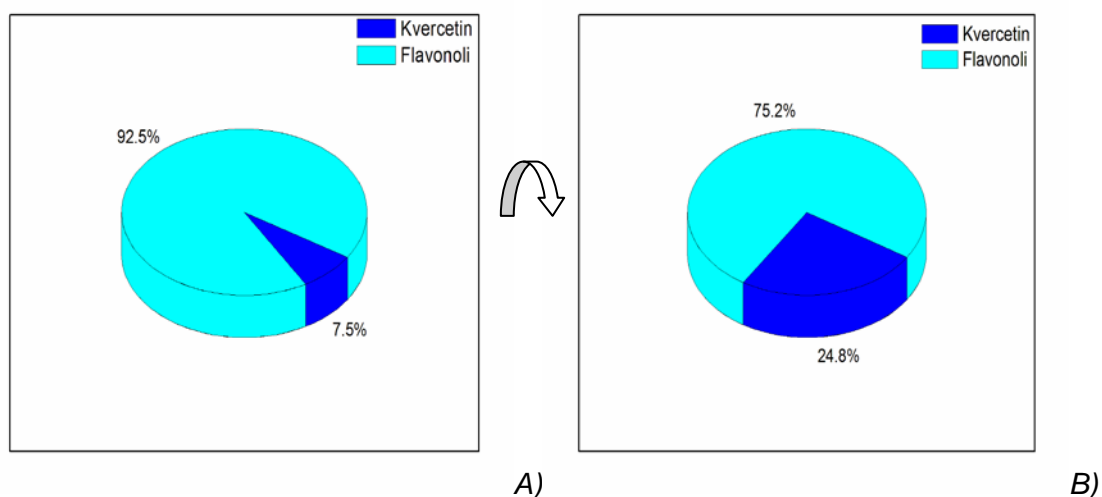 Kvercetin
Flavonoli
92.5%
7.5%
A)
Kvercetin
Flavonoli
75.2%
24.8%
B)